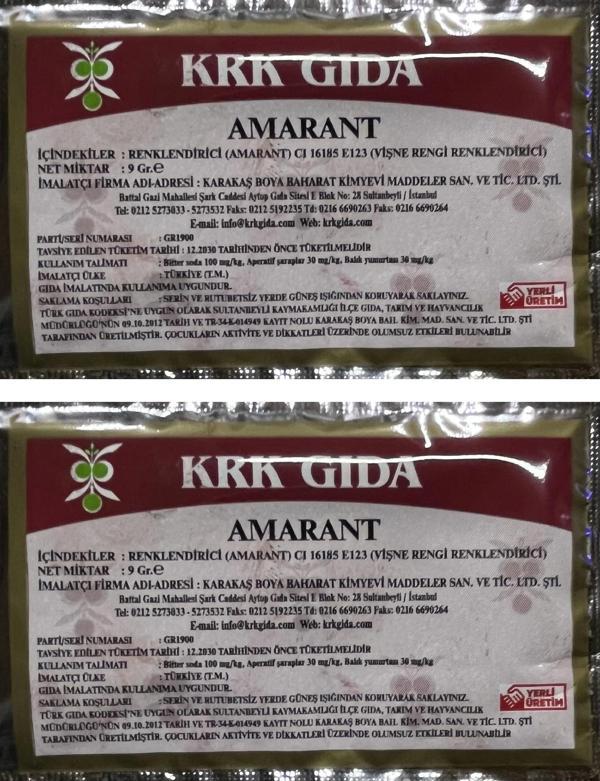 KRK GIDA
AMARANT
İÇİNDEKİLER : RENKLENDİRİCİ (AMARANT) CI 16185 E123 (VİŞNE RENGİ RENKLENDİRİCİ)
NET MİKTAR : 9 Gr.℮
İMALATÇI FİRMA ADI-ADRESİ : KARAKAŞ BOYA BAHARAT KİMYEVİ MADDELER SAN. VE TİC. LTD. ŞTİ.
Battal Gazi Mahallesi Şark Caddesi Aytop Gıda Sitesi E Blok No: 28 Sultanbeyli / İstanbul
Tel: 0212 5273033 - 5273532 Faks: 0212 5192235 Td: 0216 6690263 Faks: 0216 6690264
E-mail: info@krkgida.com Web: krkgida.com
PARTİ/SERİ NUMARASI : GR1900
TAVSİYE EDİLEN TÜKETİM TARİHİ : 12.2030 TARİHİNDEN ÖNCE TÜKETİLMELİDİR
KULLANIM TALİMATI : Bitter soda 100 mg/kg, Aperatif şaraplar 30 mg/kg, Balık yumurtası 30 mg/kg
İMALATÇI ÜLKE : TÜRKİYE (T.M.)
GIDA İMALATINDA KULLANIMA UYGUNDUR.
SAKLAMA KOŞULLARI : SERİN VE RUTUBETSİZ YERDE GÜNEŞ IŞIĞINDAN KORUYARAK SAKLAYINIZ.
YERLİ
ÜRETİM
TÜRK GIDA KODEKSİ'NE UYGUN OLARAK SULTANBEYLİ KAYMAKAMLIĞI İLÇE GIDA, TARIM VE HAYVANCILIK
MÜDÜRLÜĞÜ'NÜN 09.10.2012 TARİH VE TR-34-K-014949 KAYIT NOLU KARAKAŞ BOYA BAH. KİM. MAD. SAN. VE TİC. LTD. ŞTİ
TARAFINDAN ÜRETİLMİŞTİR. ÇOCUKLARIN AKTİVİTE VE DİKKATLERİ ÜZERİNDE OLUMSUZ ETKİLERİ BULUNABİLİR
KRK GIDA
AMARANT
İÇİNDEKİLER : RENKLENDİRİCİ (AMARANT) CI 16185 E123 (VİŞNE RENGİ RENKLENDİRİCİ)
NET MİKTAR : 9 Gr.℮
İMALATÇI FİRMA ADI-ADRESİ : KARAKAŞ BOYA BAHARAT KİMYEVİ MADDELER SAN. VE TİC. LTD. ŞTİ.
Battal Gazi Mahallesi Şark Caddesi Aytop Gıda Sitesi E Blok No: 28 Sultanbeyli / İstanbul
Tel: 0212 5273033 - 5273532 Faks: 0212 5192235 Td: 0216 6690263 Faks: 0216 6690264
E-mail: info@krkgida.com Web: krkgida.com
PARTİ/SERİ NUMARASI : GR1900
TAVSİYE EDİLEN TÜKETİM TARİHİ : 12.2030 TARİHİNDEN ÖNCE TÜKETİLMELİDİR
KULLANIM TALİMATI : Bitter soda 100 mg/kg, Aperatif şaraplar 30 mg/kg, Balık yumurtası 30 mg/kg
İMALATÇI ÜLKE : TÜRKİYE (T.M.)
GIDA İMALATINDA KULLANIMA UYGUNDUR.
SAKLAMA KOŞULLARI : SERİN VE RUTUBETSİZ YERDE GÜNEŞ IŞIĞINDAN KORUYARAK SAKLAYINIZ.
YERLİ
ÜRETİM
TÜRK GIDA KODEKSİ'NE UYGUN OLARAK SULTANBEYLİ KAYMAKAMLIĞI İLÇE GIDA, TARIM VE HAYVANCILIK
MÜDÜRLÜĞÜ'NÜN 09.10.2012 TARİH VE TR-34-K-014949 KAYIT NOLU KARAKAŞ BOYA BAH. KİM. MAD. SAN. VE TİC. LTD. ŞTİ
TARAFINDAN ÜRETİLMİŞTİR. ÇOCUKLARIN AKTİVİTE VE DİKKATLERİ ÜZERİNDE OLUMSUZ ETKİLERİ BULUNABİLİR